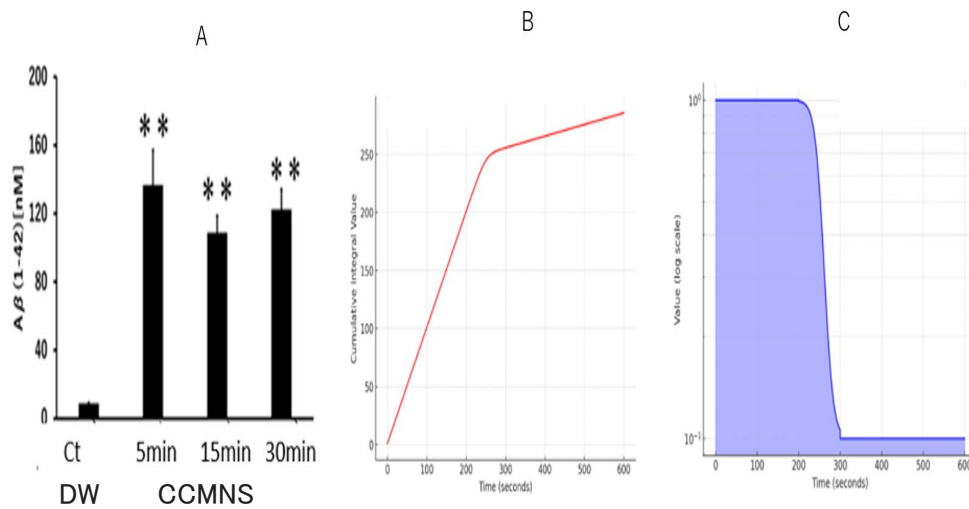 A
B
C
200
160
120
80
40
0
Aβ (1-42)[nM]
**
**
**
Ct
5min
15min
30min
DW
CCMNS
250
200
150
100
50
0
Cumulative Integral Value
0 100 200 300 400 500 600
Time (seconds)
10⁰
10⁻¹
Value (log scale)
0 100 200 300 400 500 600
Time (seconds)